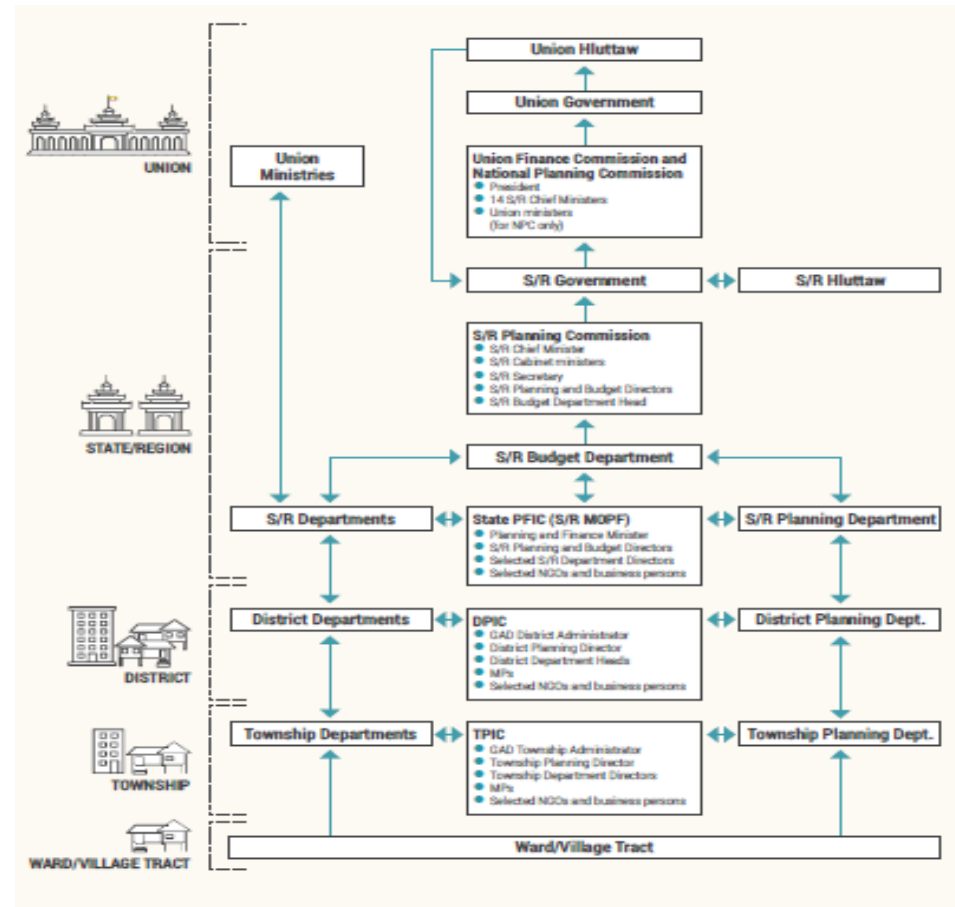 Union Hluttaw
Union Government
UNION
Union
Ministries
Union Finance Commission and
National Planning Commission
President
14 S/R Chief Ministers
Union ministers
(for NPC only)
S/R Government
S/R Hluttaw
S/R Planning Commission
S/R Chief Minister
S/R Cabinet ministers
S/R Secretary
S/R Planning and Budget Directors
S/R Budget Department Head
STATE/REGION
S/R Budget Department
S/R Departments
State PFIC (S/R MOPF)
Planning and Finance Minister
S/R Planning and Budget Directors
Selected S/R Department Directors
Selected NGOs and business persons
S/R Planning Department
DISTRICT
District Departments
DPIC
GAD District Administrator
District Planning Director
District Department Heads
MPs
Selected NGOs and business persons
District Planning Dept.
TOWNSHIP
Township Departments
TPIC
GAD Township Administrator
Township Planning Director
Township Department Directors
MPs
Selected NGOs and business persons
Township Planning Dept.
WARD/VILLAGE TRACT
Ward/Village Tract